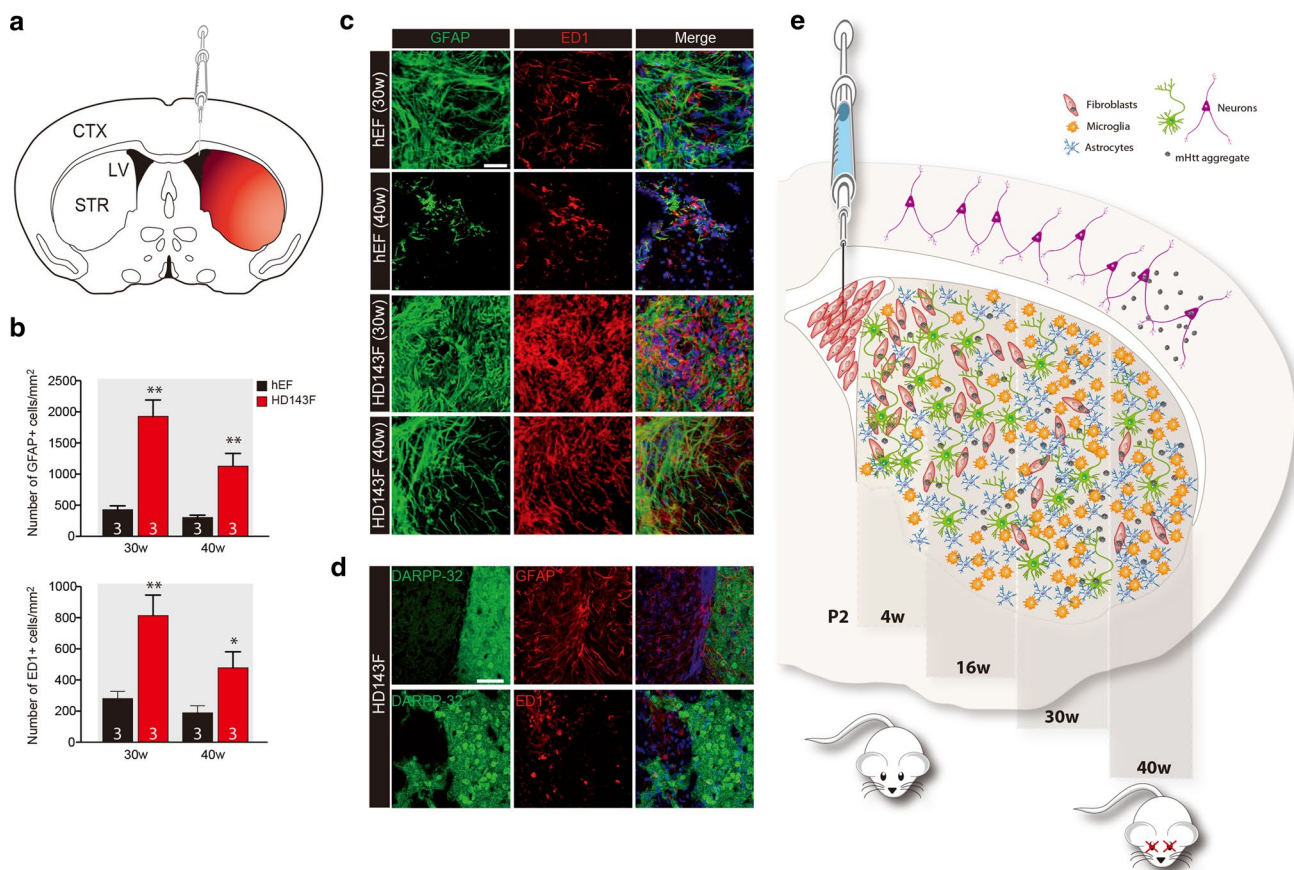 a
CTX
LV
STR
b
hEF
HD143F
Number of GFAP+ cells/mm²
2500
2000
1500
1000
500
0
**
**
3
3
3
3
30w
40w
Number of ED1+ cells/mm²
1000
800
600
400
200
0
**
*
3
3
3
3
30w
40w
c
GFAP
ED1
Merge
hEF (30w)
hEF (40w)
HD143F (30w)
HD143F (40w)
d
HD143F
DARPP-32
GFAP
DARPP-32
ED1
e
Fibroblasts
Microglia
Astrocytes
Neurons
mHtt aggregate
P2
4w
16w
30w
40w